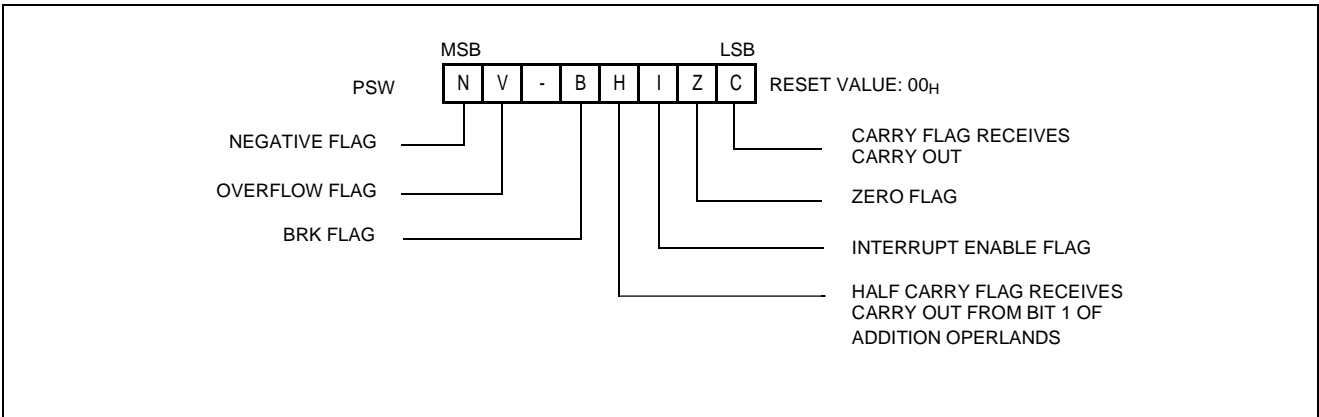 MSB LSB
PSW N V - B H I Z C RESET VALUE: 00H
NEGATIVE FLAG
OVERFLOW FLAG
BRK FLAG
CARRY FLAG RECEIVES
CARRY OUT
ZERO FLAG
INTERRUPT ENABLE FLAG
HALF CARRY FLAG RECEIVES
CARRY OUT FROM BIT 1 OF
ADDITION OPERLANDS